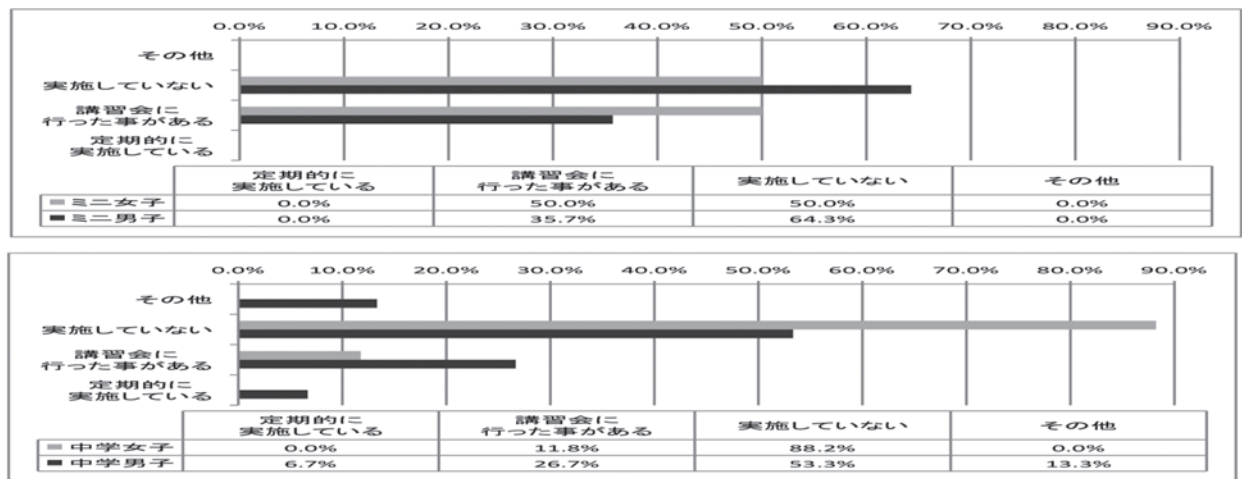 0.0% 10.0% 20.0% 30.0% 40.0% 50.0% 60.0% 70.0% 80.0% 90.0%
その他
実施していない
講習会に
行った事がある
定期的に
実施している
定期的に
実施している
講習会に
行った事がある
実施していない
その他
ミニ女子 0.0% 50.0% 50.0% 0.0%
ミニ男子 0.0% 35.7% 64.3% 0.0%
0.0% 10.0% 20.0% 30.0% 40.0% 50.0% 60.0% 70.0% 80.0% 90.0%
その他
実施していない
講習会に
行った事がある
定期的に
実施している
定期的に
実施している
講習会に
行った事がある
実施していない
その他
中学女子 0.0% 11.8% 88.2% 0.0%
中学男子 6.7% 26.7% 53.3% 13.3%